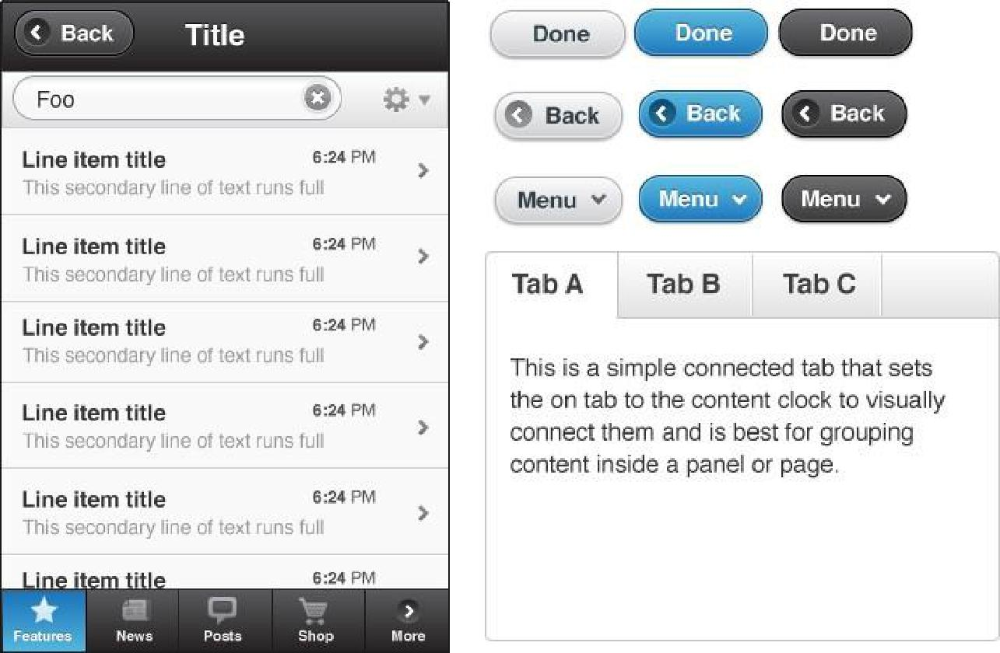 Back
Title
Foo
Line item title 6:24 PM
This secondary line of text runs full
Line item title 6:24 PM
This secondary line of text runs full
Line item title 6:24 PM
This secondary line of text runs full
Line item title 6:24 PM
This secondary line of text runs full
Line item title 6:24 PM
This secondary line of text runs full
Line item title 6:24 PM
Features News Posts Shop More
Done Done Done
Back Back Back
Menu Menu Menu
Tab A Tab B Tab C
This is a simple connected tab that sets
the on tab to the content clock to visually
connect them and is best for grouping
content inside a panel or page.